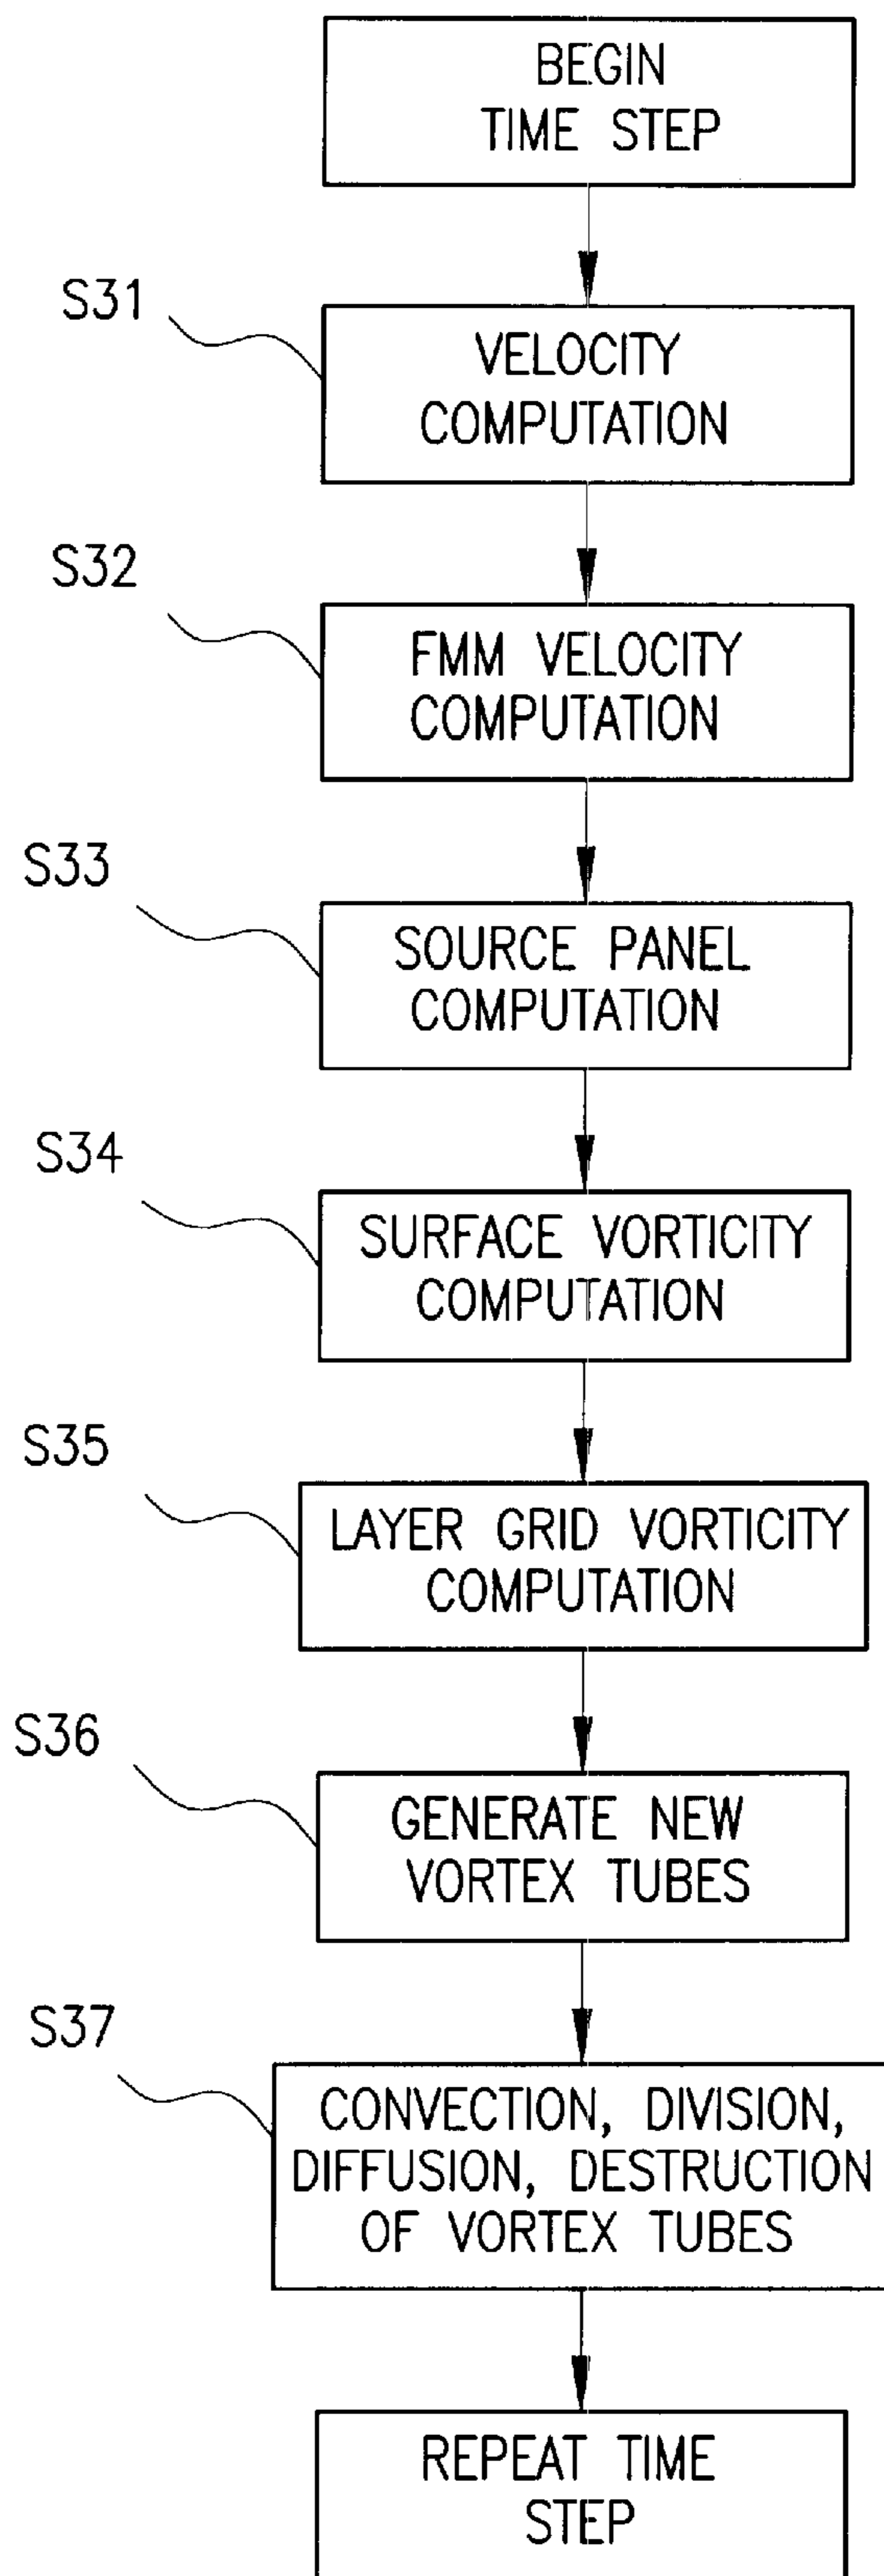 BEGIN
TIME STEP
S31
VELOCITY
COMPUTATION
S32
FMM VELOCITY
COMPUTATION
S33
SOURCE PANEL
COMPUTATION
S34
SURFACE VORTICITY
COMPUTATION
S35
LAYER GRID VORTICITY
COMPUTATION
S36
GENERATE NEW
VORTEX TUBES
S37
CONVECTION, DIVISION,
DIFFUSION, DESTRUCTION
OF VORTEX TUBES
REPEAT TIME
STEP